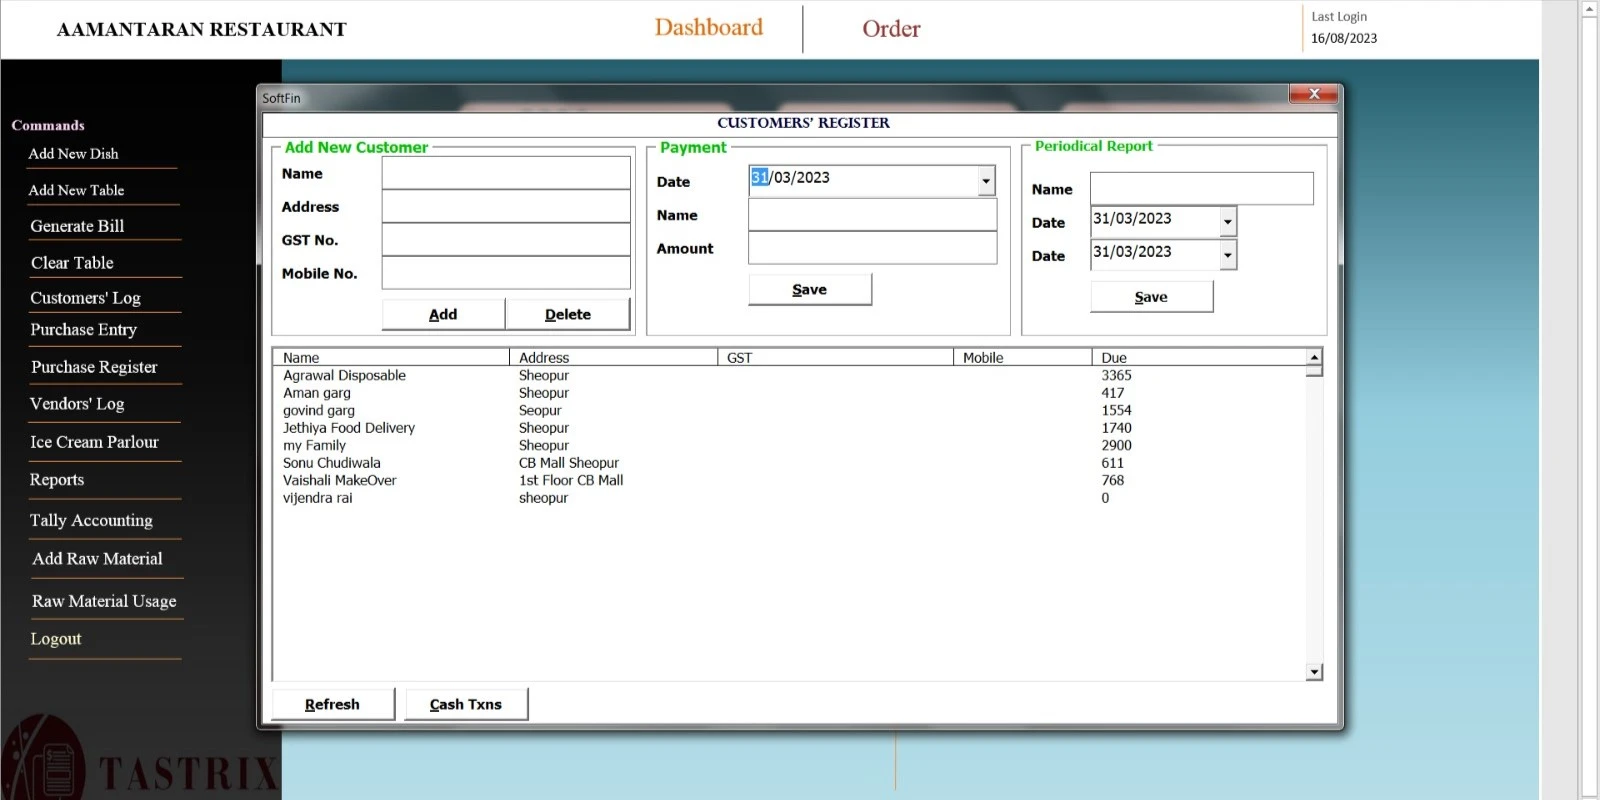 AAMANTARAN RESTAURANT
Dashboard
Order
Last Login
16/08/2023
Commands
Add New Dish
Add New Table
Generate Bill
Clear Table
Customers' Log
Purchase Entry
Purchase Register
Vendors' Log
Ice Cream Parlour
Reports
Tally Accounting
Add Raw Material
Raw Material Usage
Logout
TASTRIX
SoftFin
X
CUSTOMERS' REGISTER
Add New Customer
Name
Address
GST No.
Mobile No.
Add Delete
Payment
Date 31/03/2023
Name
Amount
Save
Periodical Report
Name
Date 31/03/2023
Date 31/03/2023
Save
Name Address GST Mobile Due
Agrawal Disposable Sheopur 3365
Aman garg Sheopur 417
govind garg Seopur 1554
Jethiya Food Delivery Sheopur 1740
my Family Sheopur 2900
Sonu Chudiwala CB Mall Sheopur 611
Vaishali MakeOver 1st Floor CB Mall 768
vijendra rai sheopur 0
Refresh Cash Txns